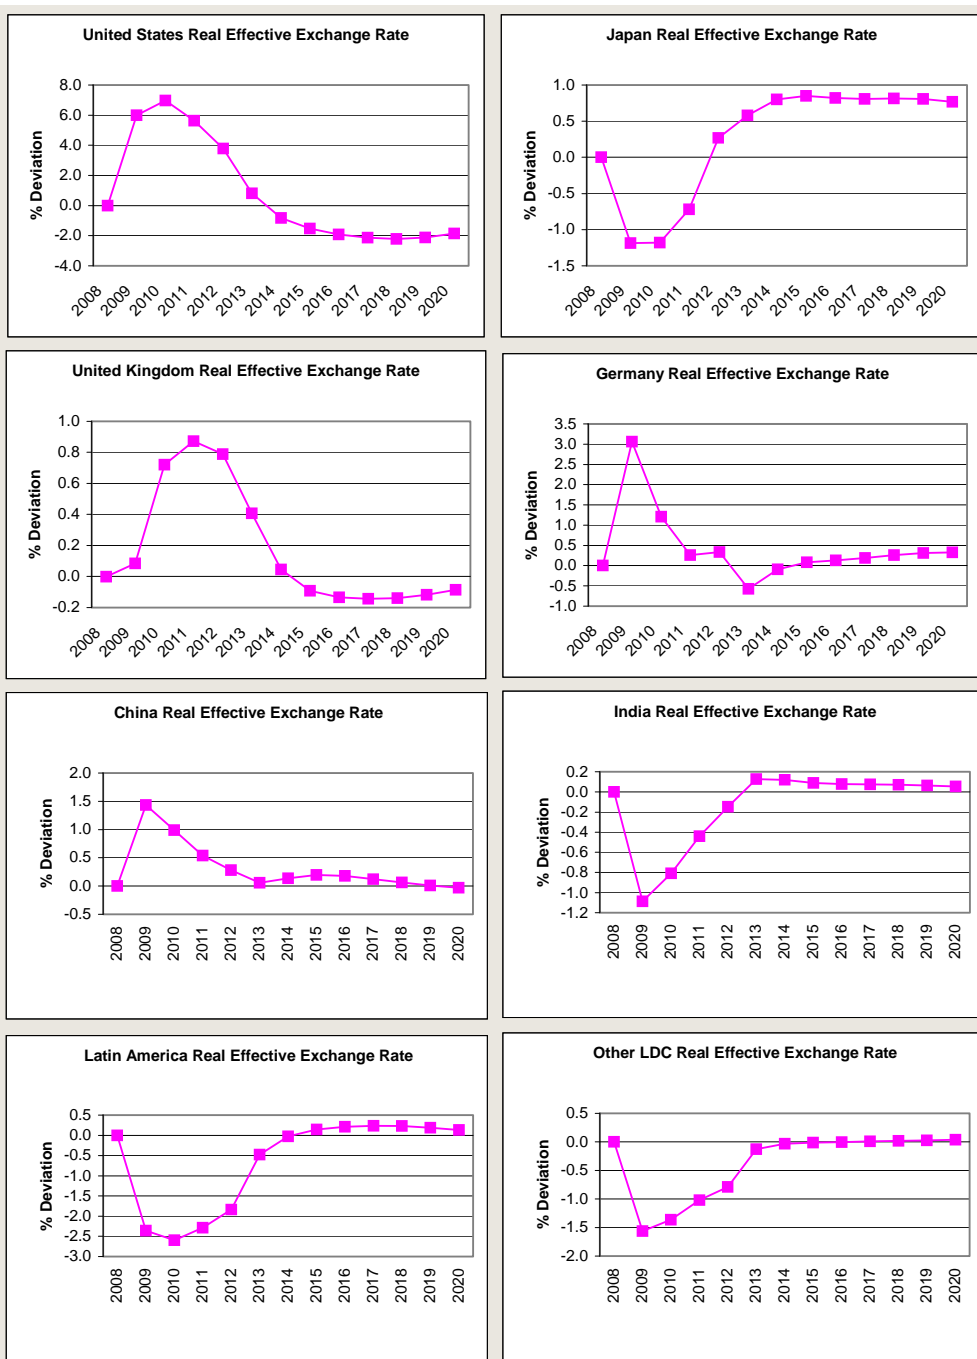 United States Real Effective Exchange Rate
% Deviation
8.0
6.0
4.0
2.0
0.0
-2.0
-4.0
2008 2009 2010 2011 2012 2013 2014 2015 2016 2017 2018 2019 2020
Japan Real Effective Exchange Rate
% Deviation
1.0
0.5
0.0
-0.5
-1.0
-1.5
2008 2009 2010 2011 2012 2013 2014 2015 2016 2017 2018 2019 2020
United Kingdom Real Effective Exchange Rate
% Deviation
1.0
0.8
0.6
0.4
0.2
0.0
-0.2
2008 2009 2010 2011 2012 2013 2014 2015 2016 2017 2018 2019 2020
Germany Real Effective Exchange Rate
% Deviation
3.5
3.0
2.5
2.0
1.5
1.0
0.5
0.0
-0.5
-1.0
2008 2009 2010 2011 2012 2013 2014 2015 2016 2017 2018 2019 2020
China Real Effective Exchange Rate
% Deviation
2.0
1.5
1.0
0.5
0.0
-0.5
2008 2009 2010 2011 2012 2013 2014 2015 2016 2017 2018 2019 2020
India Real Effective Exchange Rate
% Deviation
0.2
0.0
-0.2
-0.4
-0.6
-0.8
-1.0
-1.2
2008 2009 2010 2011 2012 2013 2014 2015 2016 2017 2018 2019 2020
Latin America Real Effective Exchange Rate
% Deviation
0.5
0.0
-0.5
-1.0
-1.5
-2.0
-2.5
-3.0
2008 2009 2010 2011 2012 2013 2014 2015 2016 2017 2018 2019 2020
Other LDC Real Effective Exchange Rate
% Deviation
0.5
0.0
-0.5
-1.0
-1.5
-2.0
2008 2009 2010 2011 2012 2013 2014 2015 2016 2017 2018 2019 2020